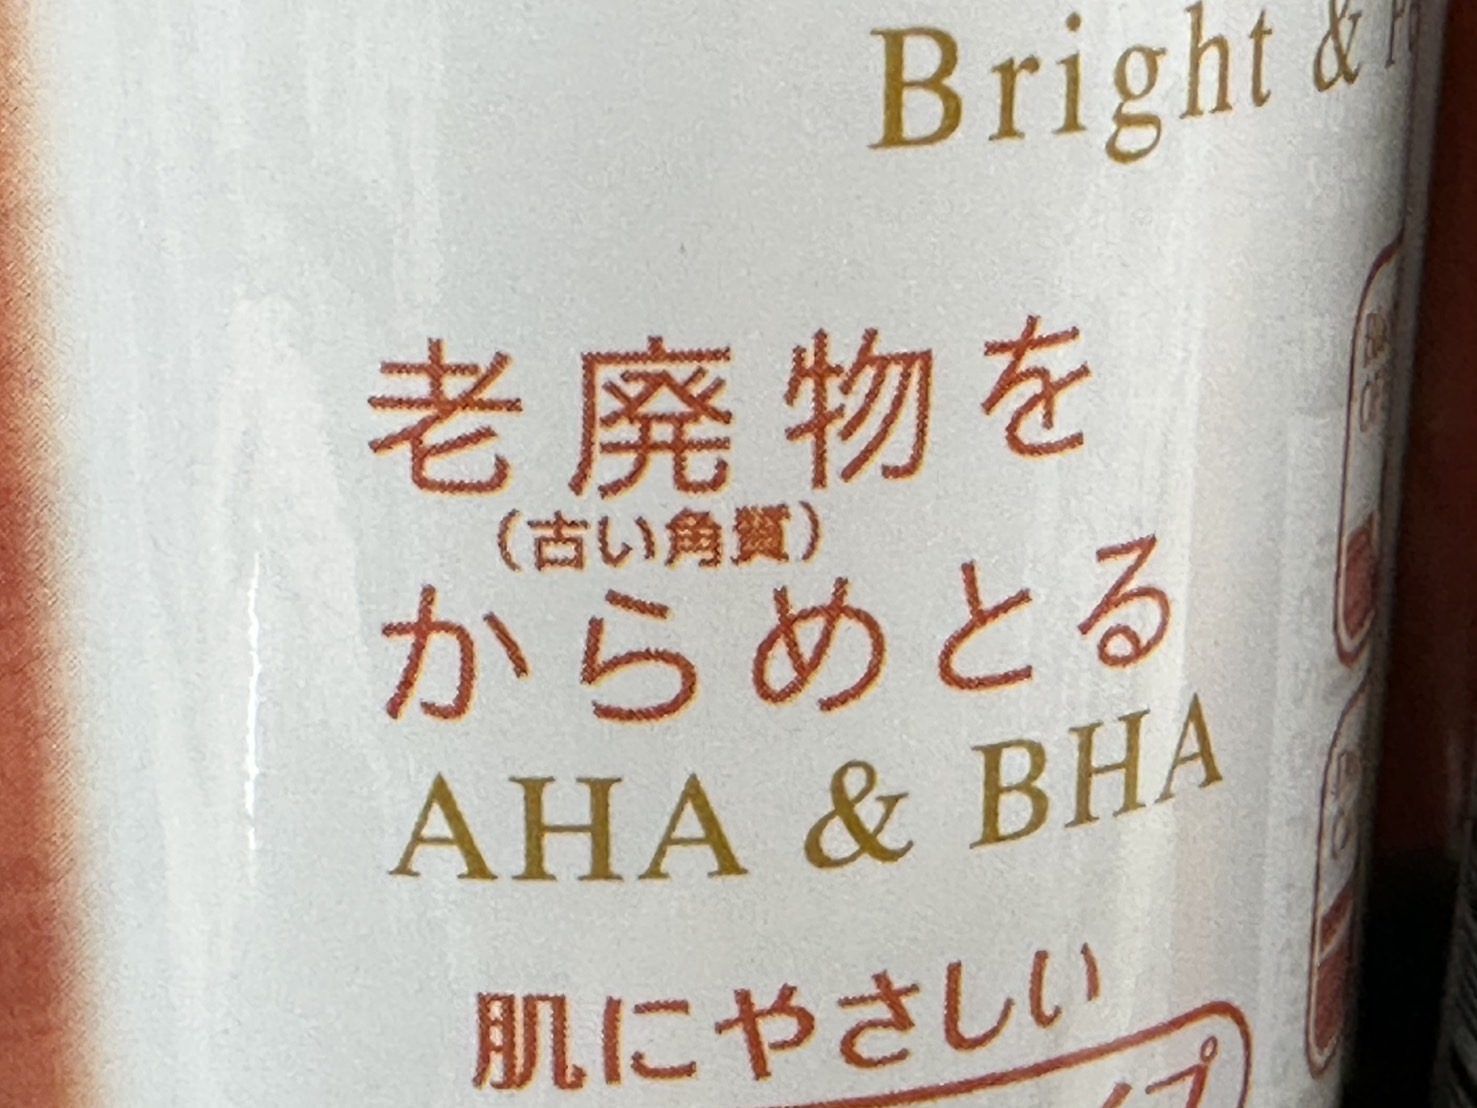 Bright &
老廃物を
(古い角質)
からめとる
AHA & BHA
肌にやさしい